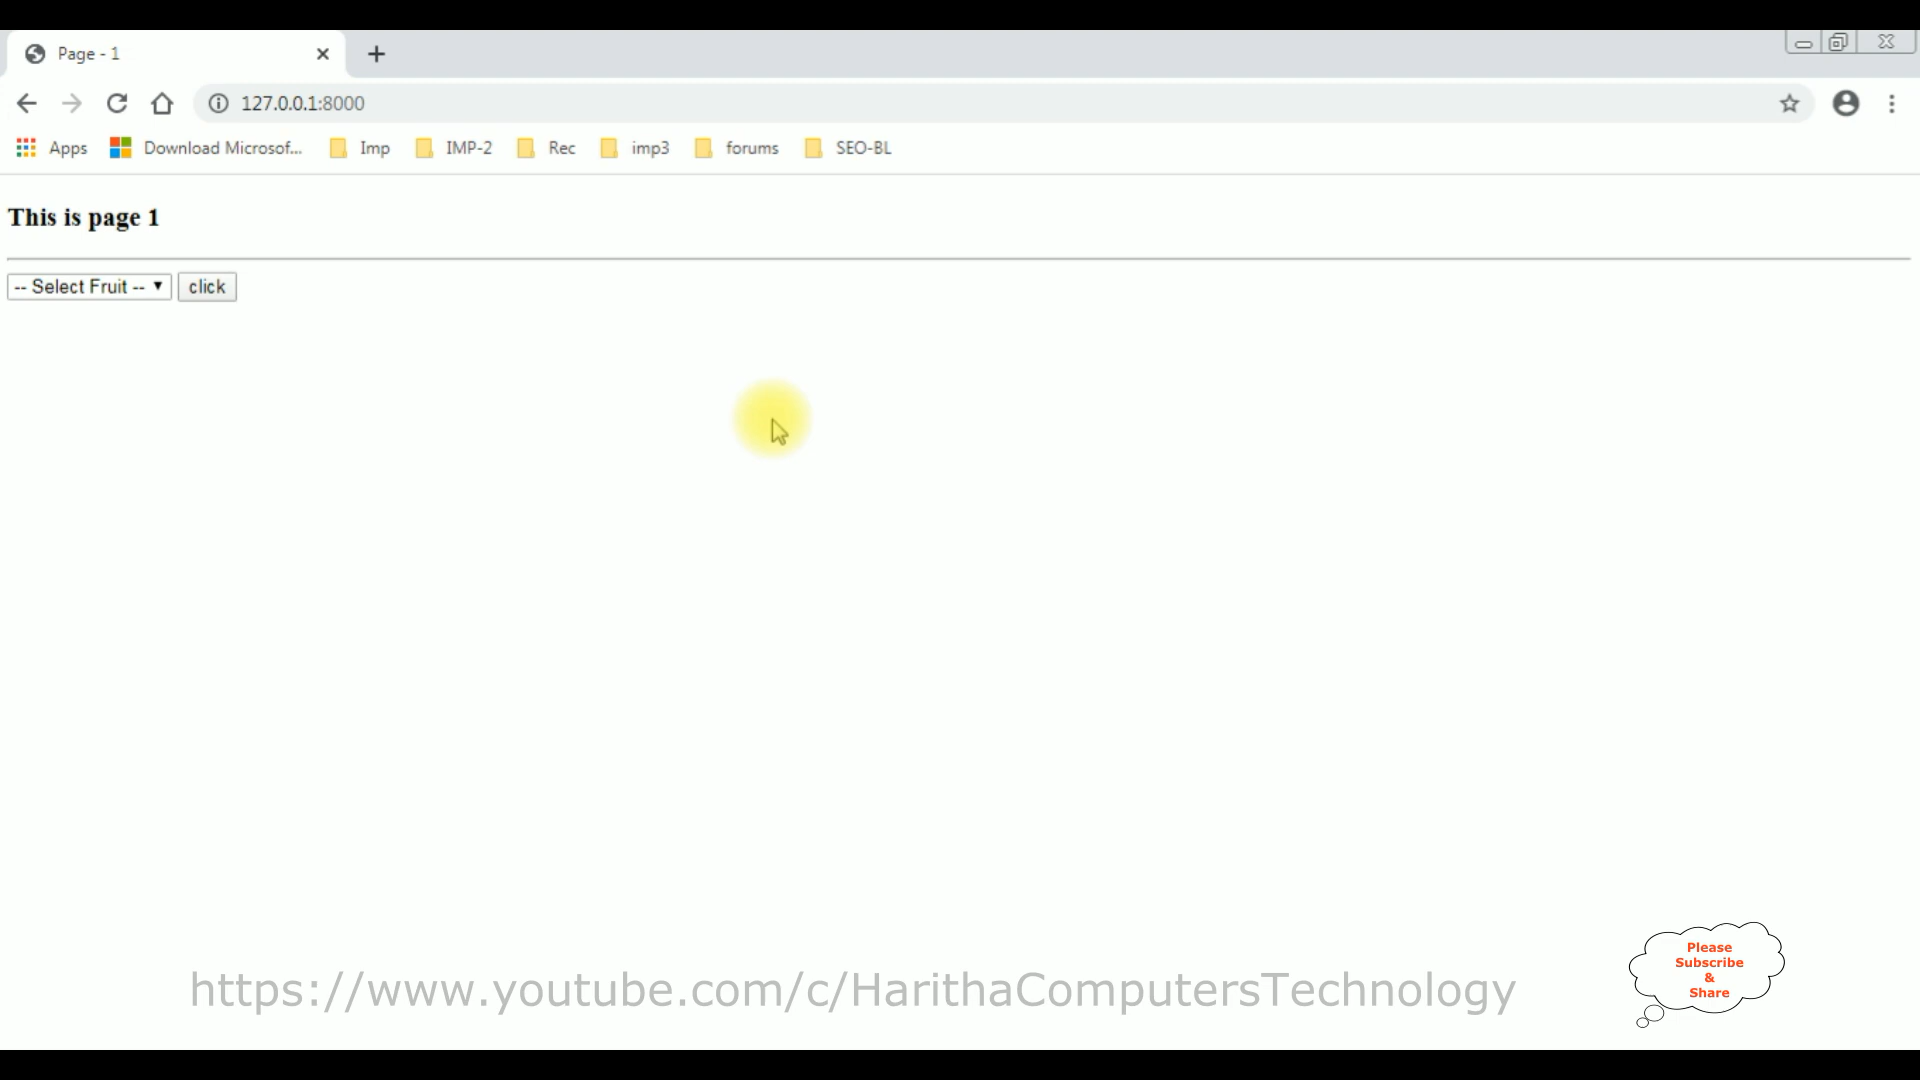 Page - 1
127.0.0.1:8000
Apps Download Microsof... Imp IMP-2 Rec imp3 forums SEO-BL
This is page 1
-- Select Fruit -- click
https://www.youtube.com/c/HarithaComputersTechnology
Please
Subscribe
&
Share